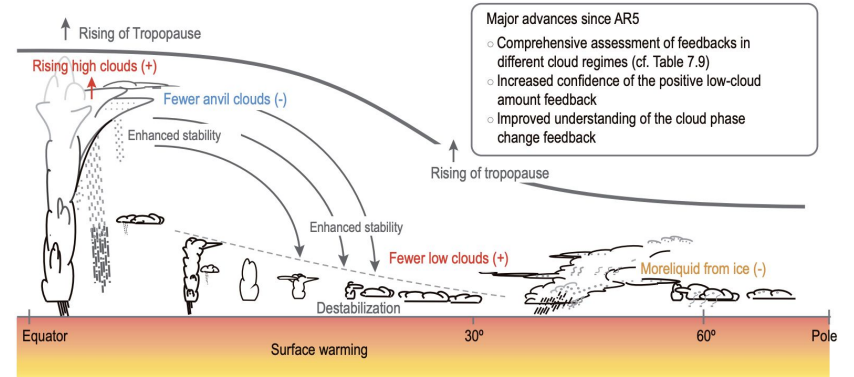 Major advances since AR5
○ Comprehensive assessment of feedbacks in
different cloud regimes (cf. Table 7.9)
○ Increased confidence of the positive low-cloud
amount feedback
○ Improved understanding of the cloud phase
change feedback
Rising of Tropopause
Rising high clouds (+)
Fewer anvil clouds (-)
Enhanced stability
Rising of tropopause
Enhanced stability
Fewer low clouds (+)
Moreliquid from ice (-)
Destabilization
Equator
30º
60º
Pole
Surface warming